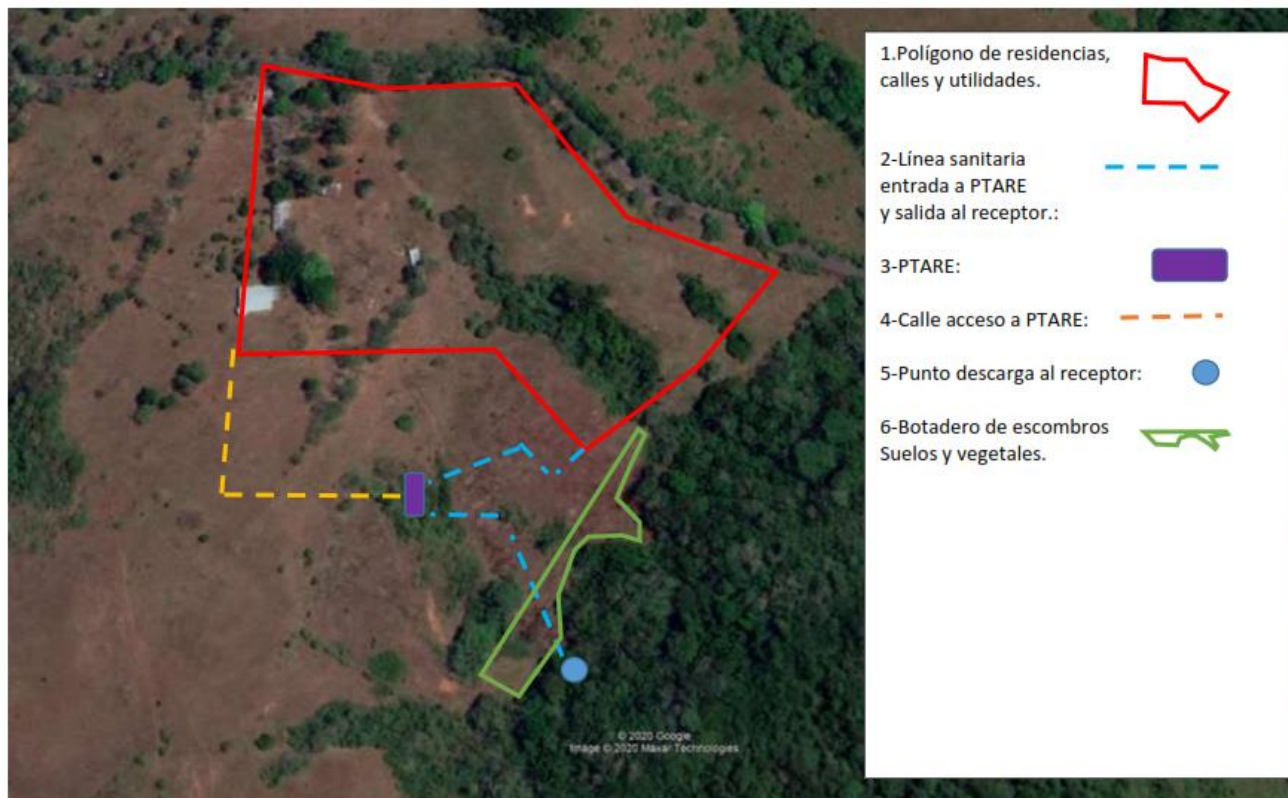 1.Polígono de residencias,
calles y utilidades.
2-Línea sanitaria
entrada a PTARE
y salida al receptor.:
3-PTARE:
4-Calle acceso a PTARE:
5-Punto descarga al receptor:
6-Botadero de escombros
Suelos y vegetales.
© 2020 Google
Image © 2020 Maxar Technologies